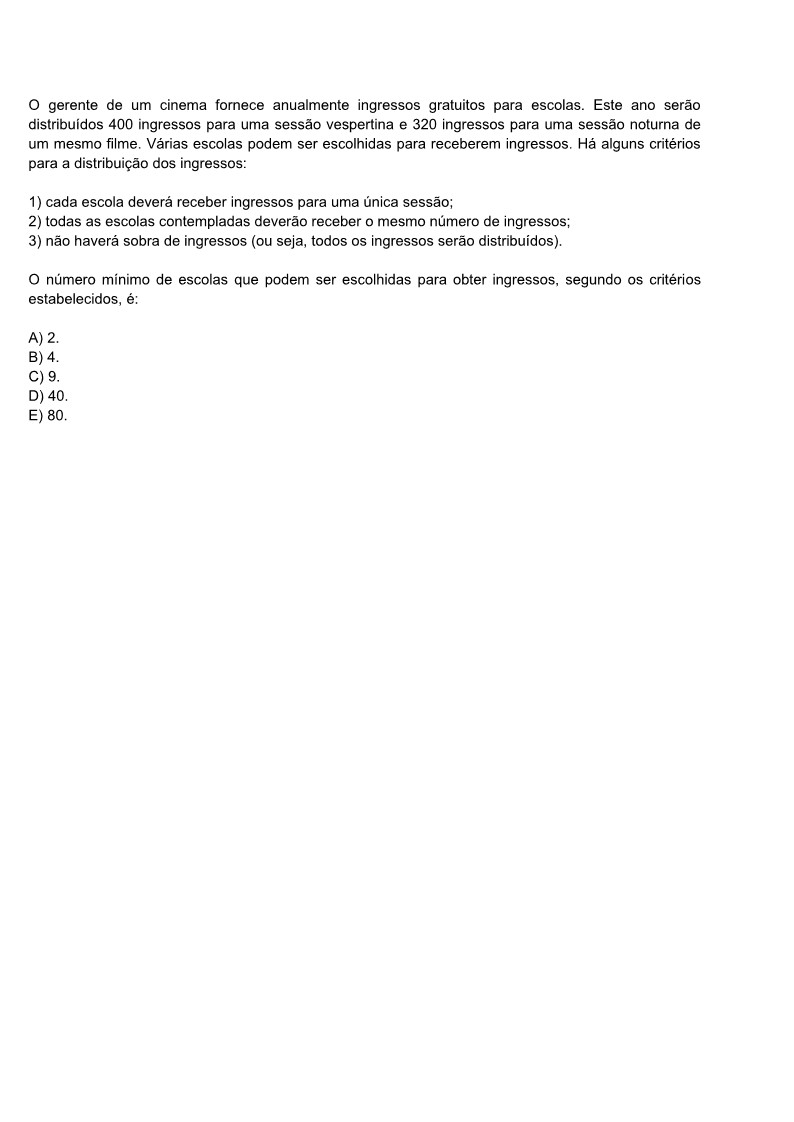 O gerente de um cinema fornece anualmente ingressos gratuitos para escolas. Este ano serão
distribuídos 400 ingressos para uma sessão vespertina e 320 ingressos para uma sessão noturna de
um mesmo filme. Várias escolas podem ser escolhidas para receberem ingressos. Há alguns critérios
para a distribuição dos ingressos:
1) cada escola deverá receber ingressos para uma única sessão;
2) todas as escolas contempladas deverão receber o mesmo número de ingressos;
3) não haverá sobra de ingressos (ou seja, todos os ingressos serão distribuídos).
O número mínimo de escolas que podem ser escolhidas para obter ingressos, segundo os critérios
estabelecidos, é:
A) 2.
B) 4.
C) 9.
D) 40.
E) 80.